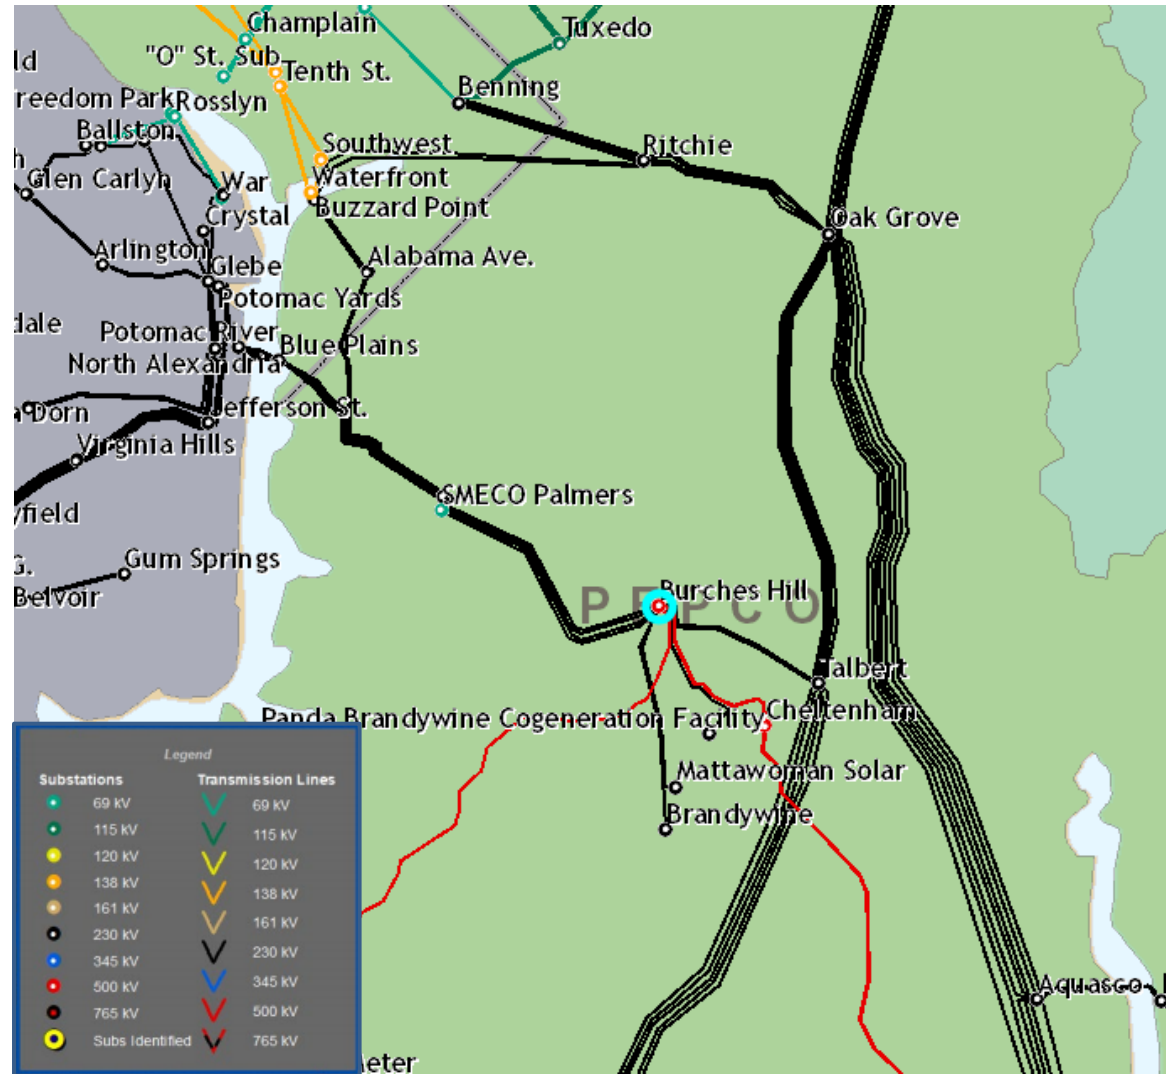 Champlain
Tuxedo
"O" St. Sub
ld
Tenth St.
Benning
reedom Park
Rosslyn
Ballston
Southwest
Ritchie
h
Glen Carlyn
War
Waterfront
Buzzard Point
Crystal
Oak Grove
Arlington
Glebe
Alabama Ave.
Potomac Yards
dale
Potomac River
Blue Plains
North Alexandria
Dorn
Jefferson St.
Virginia Hills
SMECO Palmers
yfield
G.
Gum Springs
Belvoir
Burches Hill
PEPCO
Talbert
Panda Brandywine Cogeneration Facility
Cheltenham
Mattawoman Solar
Brandywine
Legend
Substations Transmission Lines
69 kV 69 kV
115 kV 115 kV
120 kV 120 kV
138 kV 138 kV
161 kV 161 kV
230 kV 230 kV
345 kV 345 kV
500 kV 500 kV
765 kV 765 kV
Subs Identified
Aquasco
eter